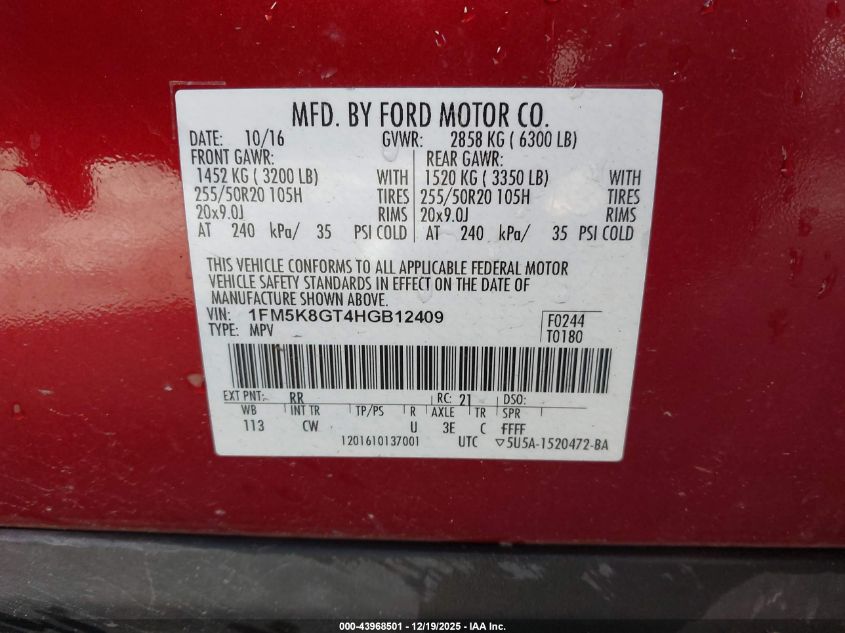 MFD. BY FORD MOTOR CO.
DATE: 10/16 GVWR: 2858 KG ( 6300 LB)
FRONT GAWR: REAR GAWR:
1452 KG ( 3200 LB) WITH 1520 KG ( 3350 LB) WITH
255/50R20 105H TIRES 255/50R20 105H TIRES
20x9.0J RIMS 20x9.0J RIMS
AT 240 kPa/ 35 PSI COLD AT 240 kPa/ 35 PSI COLD
THIS VEHICLE CONFORMS TO ALL APPLICABLE FEDERAL MOTOR
VEHICLE SAFETY STANDARDS IN EFFECT ON THE DATE OF
MANUFACTURE SHOWN ABOVE.
VIN: 1FM5K8GT4HGB12409 F0244
TYPE: MPV T0180
EXT PNT: RR RC: 21 DSO:
WB INT TR TP/PS R AXLE TR SPR
113 CW U 3E C FFFF
1201610137001 UTC ▽5U5A-1520472-BA
000-43968501 • 12/19/2025 • IAA Inc.